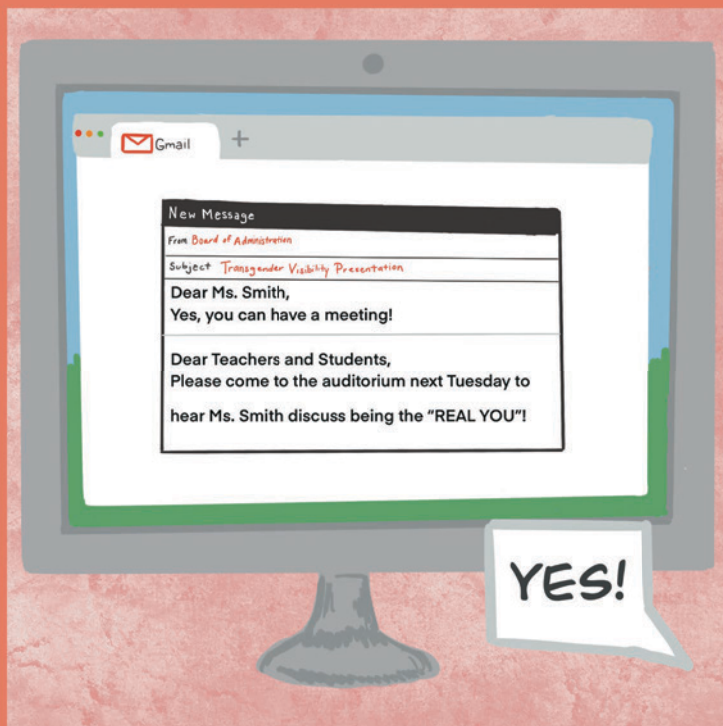 Gmail
New Message
From Board of Administration
Subject Transgender Visibility Presentation
Dear Ms. Smith,
Yes, you can have a meeting!
Dear Teachers and Students,
Please come to the auditorium next Tuesday to
hear Ms. Smith discuss being the “REAL YOU”!
YES!